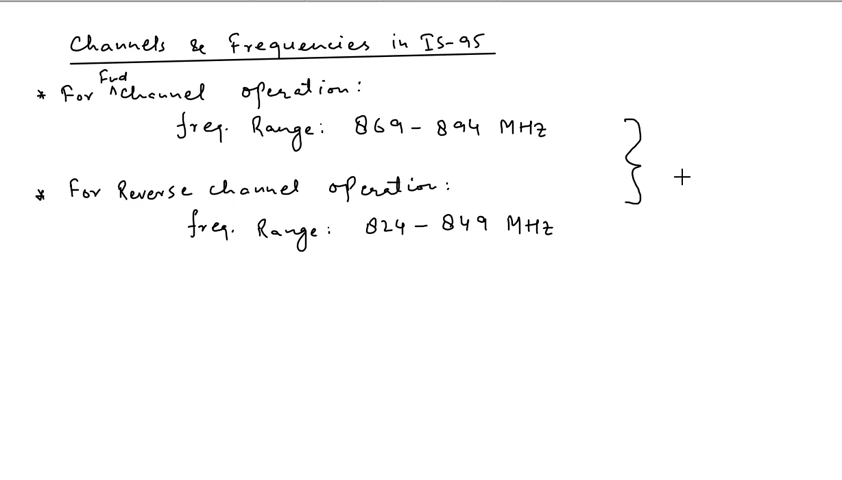 Channels & Frequencies in IS-95
* For Fwd ^ channel operation:
freq. Range: 869 - 894 MHz
* For Reverse channel operation:
freq. Range: 824 - 849 MHz